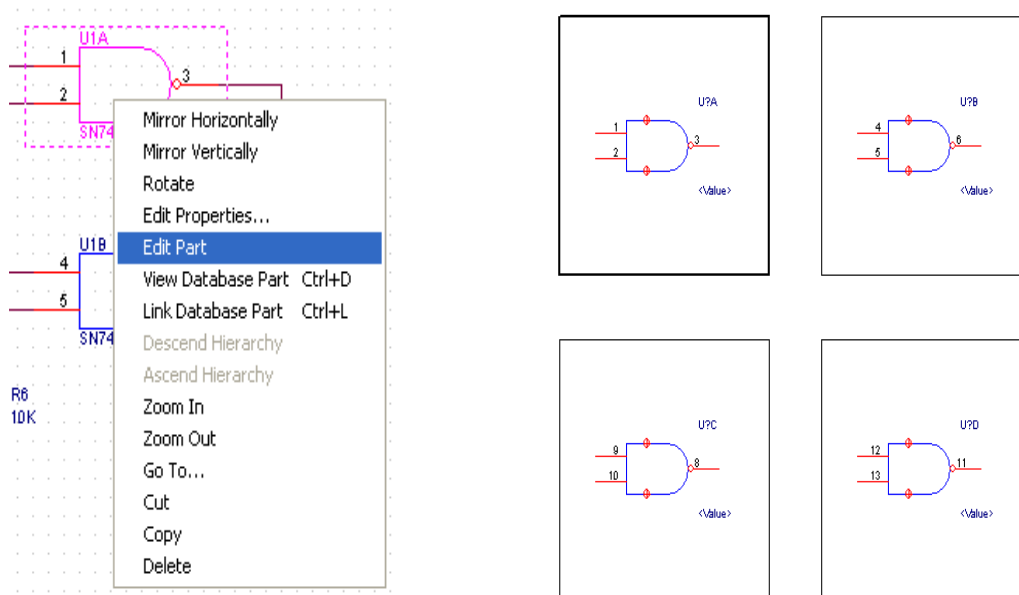 U1A
1
3
2
SN74
Mirror Horizontally
Mirror Vertically
Rotate
Edit Properties...
Edit Part
View Database Part Ctrl+D
Link Database Part Ctrl+L
Descend Hierarchy
Ascend Hierarchy
Zoom In
Zoom Out
Go To...
Cut
Copy
Delete
U1B
4
5
SN74
R6
10K
U?A
1
3
2
<Value>
U?B
4
6
5
<Value>
U?C
9
8
10
<Value>
U?D
12
11
13
<Value>